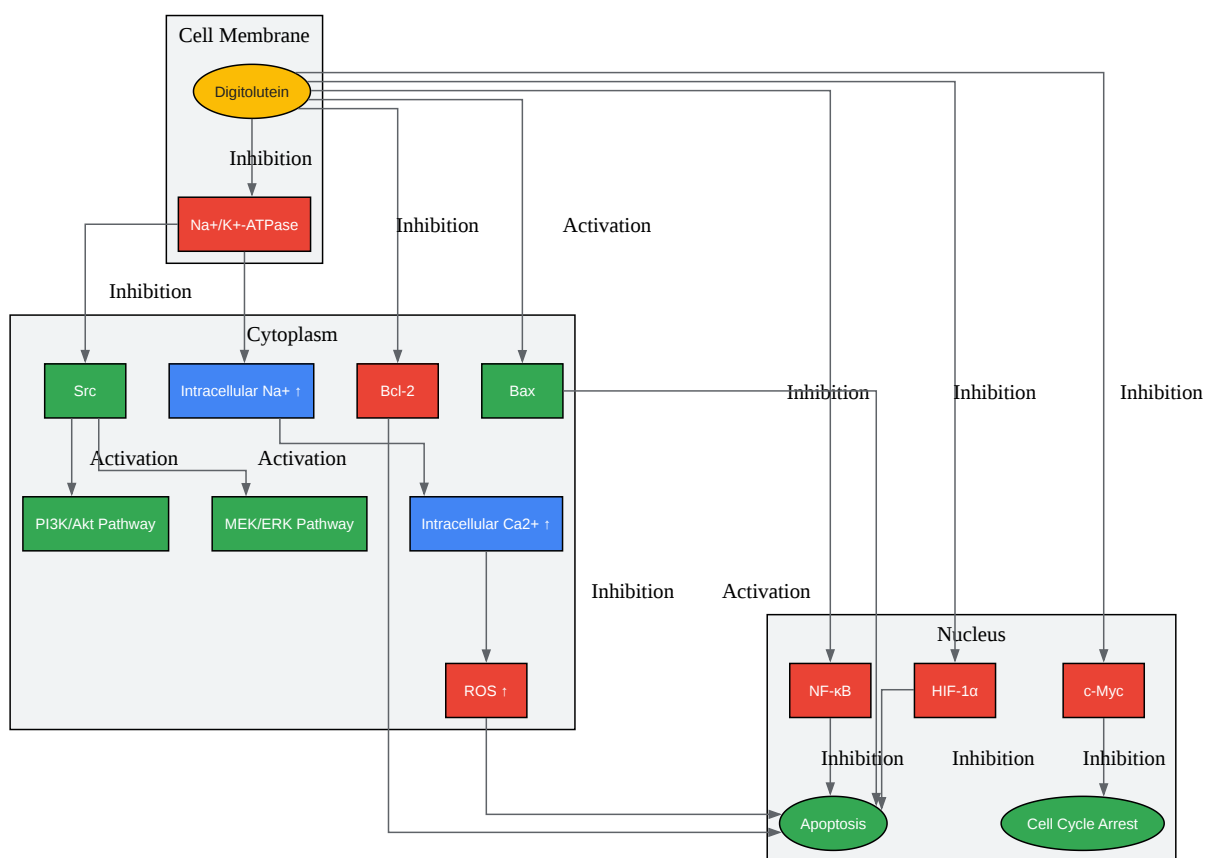 Cell Membrane
Digitolutein
Inhibition
Na+/K+-ATPase
Inhibition
Activation
Inhibition
Cytoplasm
Src
Intracellular Na+ ↑
Bcl-2
Bax
Inhibition
Inhibition
Inhibition
Activation
Activation
PI3K/Akt Pathway
MEK/ERK Pathway
Intracellular Ca2+ ↑
Inhibition
Activation
Nucleus
ROS ↑
NF-κB
HIF-1α
c-Myc
Inhibition
Inhibition
Inhibition
Apoptosis
Cell Cycle Arrest